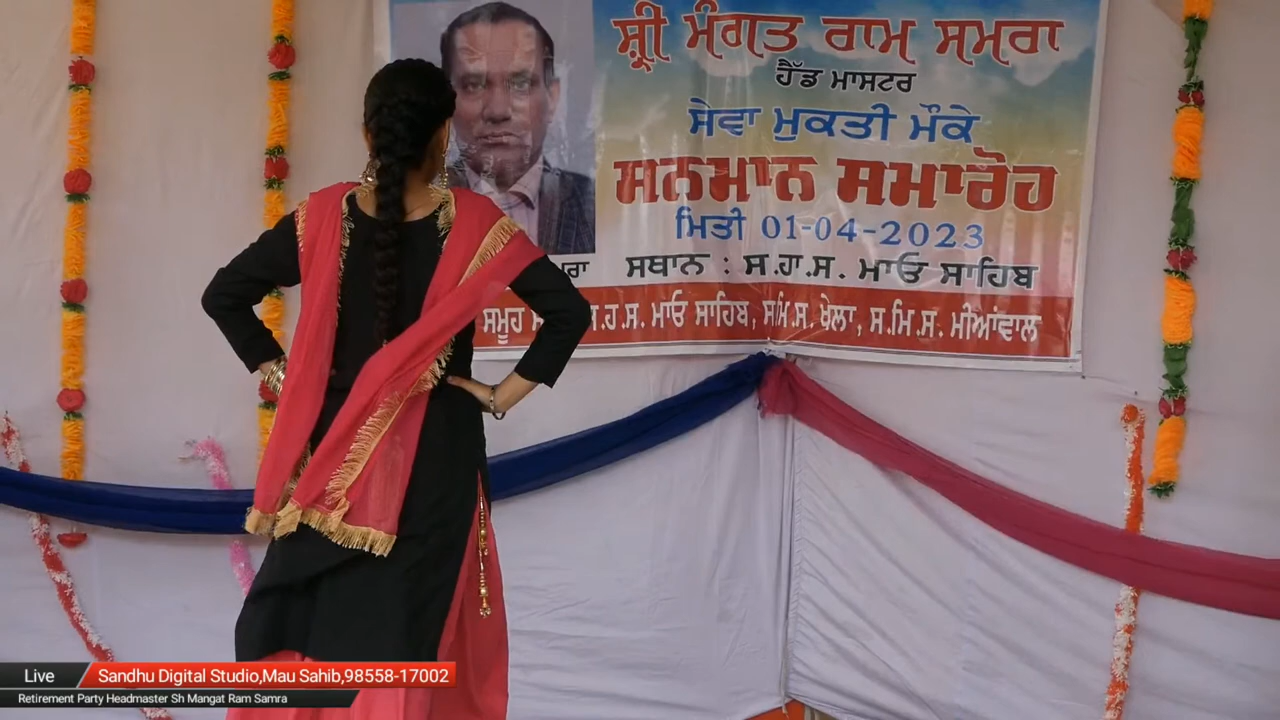 ਸ਼੍ਰੀ ਮੰਗਤ ਰਾਮ ਸਮਰਾ
ਹੈੱਡ ਮਾਸਟਰ
ਸੇਵਾ ਮੁਕਤੀ ਮੌਕੇ
ਸਨਮਾਨ ਸਮਾਰੋਹ
ਮਿਤੀ 01-04-2023
ਸਥਾਨ : ਸ.ਹਾ.ਸ. ਮਾਓ ਸਾਹਿਬ
ਸਮੂਹ ਸ.ਹ.ਸ. ਮਾਓ ਸਾਹਿਬ, ਸ.ਮਿ.ਸ. ਖੇਲਾ, ਸ.ਮਿ.ਸ. ਮੀਆਂਵਾਲ
Live Sandhu Digital Studio,Mau Sahib,98558-17002
Retirement Party Headmaster Sh Mangat Ram Samra